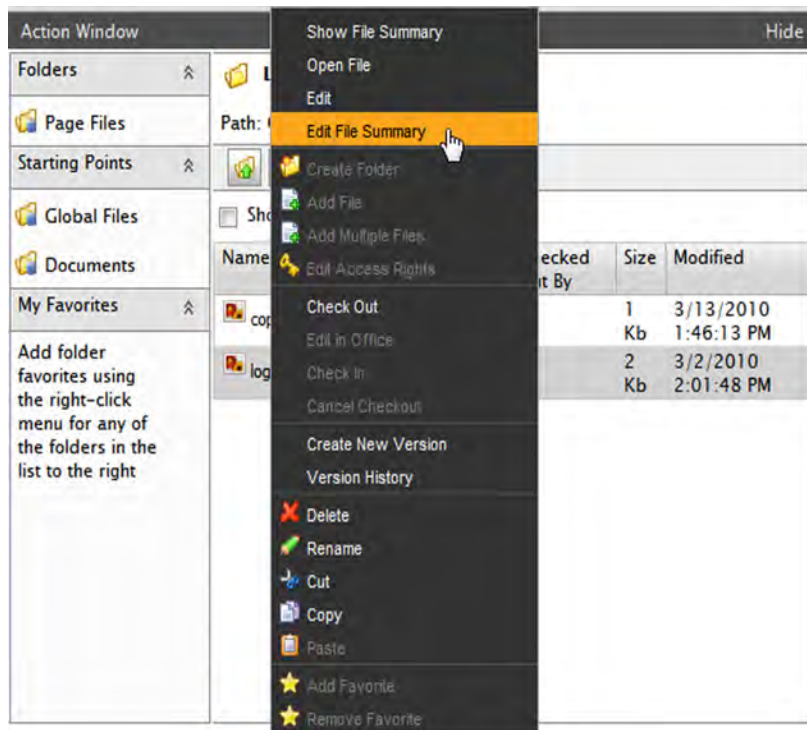 Action Window
Hide
Folders
Page Files
Starting Points
Global Files
Documents
My Favorites
Add folder
favorites using
the right-click
menu for any of
the folders in the
list to the right
Path:
Name
Size
Modified
1
Kb
3/13/2010
1:46:13 PM
2
Kb
3/2/2010
2:01:48 PM
Show File Summary
Open File
Edit
Edit File Summary
Create Folder
Add File
Add Multiple Files
Edit Access Rights
Check Out
Edit in Office
Check In
Cancel Checkout
Create New Version
Version History
Delete
Rename
Cut
Copy
Paste
Add Favorite
Remove Favorite